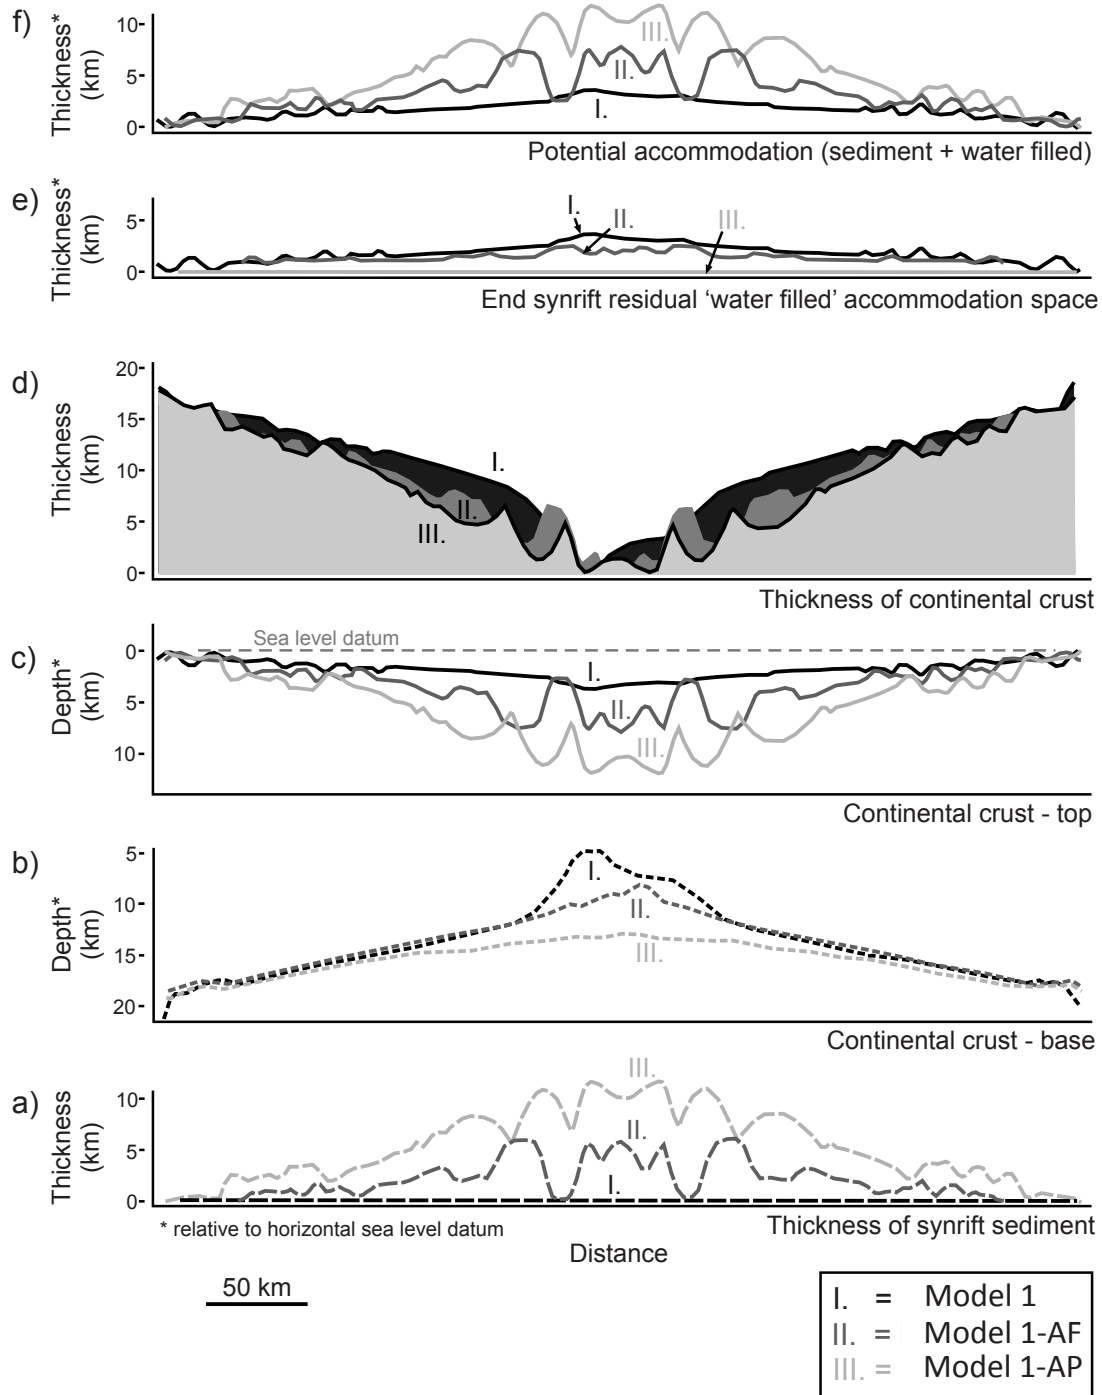 f)
Thickness*
(km)
10
5
0
III.
II.
I.
Potential accommodation (sediment + water filled)
e)
Thickness*
(km)
5
0
I.
II.
III.
End synrift residual ‘water filled’ accommodation space
d)
Thickness
(km)
20
15
10
5
0
I.
II.
III.
Thickness of continental crust
c)
Depth*
(km)
0
5
10
Sea level datum
I.
II.
III.
Continental crust - top
b)
Depth*
(km)
5
10
15
20
I.
II.
III.
Continental crust - base
a)
Thickness
(km)
10
5
0
III.
II.
I.
* relative to horizontal sea level datum
Thickness of synrift sediment
Distance
50 km
I. = Model 1
II. = Model 1-AF
III. = Model 1-AP